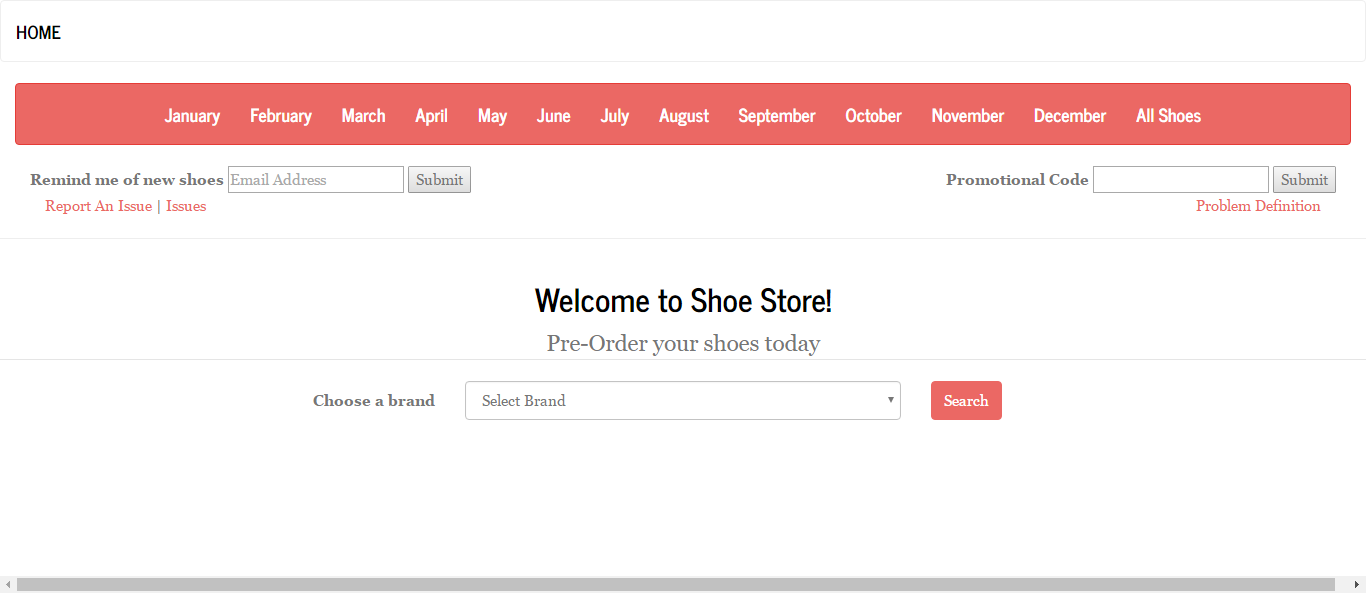 HOME
January February March April May June July August September October November December All Shoes
Remind me of new shoes Email Address Submit Promotional Code Submit
Report An Issue | Issues Problem Definition
Welcome to Shoe Store!
Pre-Order your shoes today
Choose a brand Select Brand Search